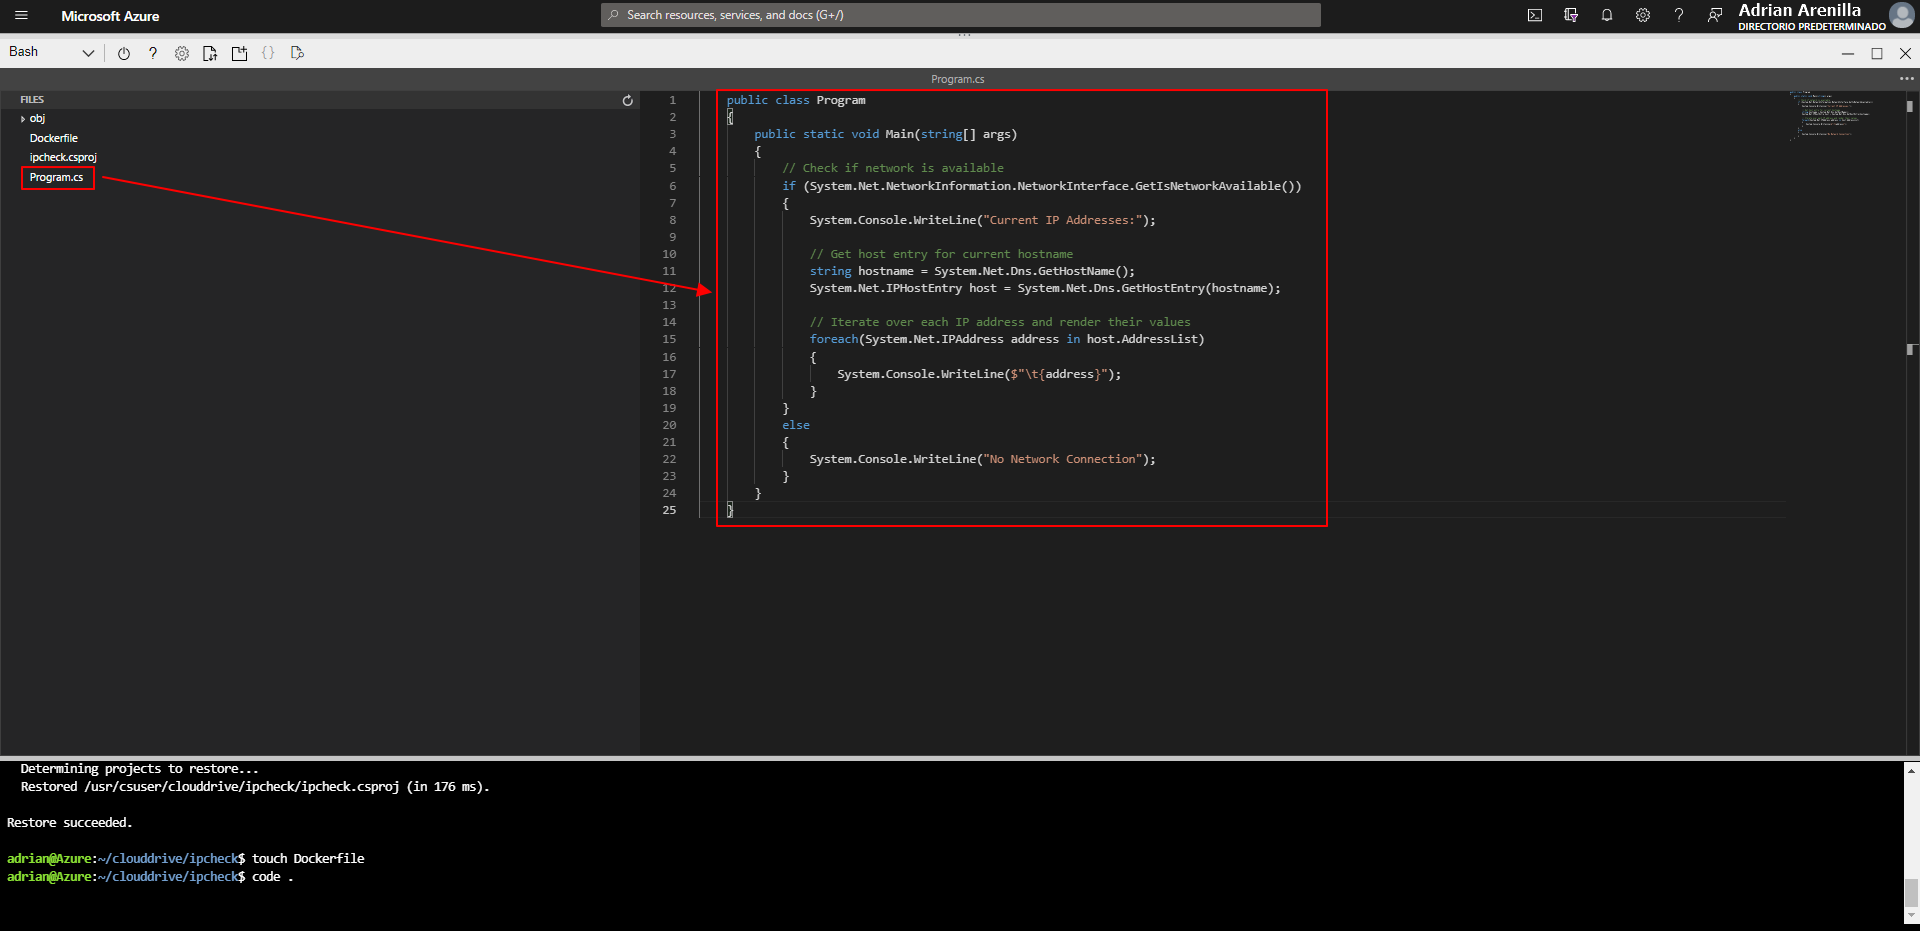 Microsoft Azure
Search resources, services, and docs (G+/)
Adrian Arenilla
DIRECTORIO PREDETERMINADO
Bash
Program.cs
FILES
obj
Dockerfile
ipcheck.csproj
Program.cs
1 public class Program
2 {
3 public static void Main(string[] args)
4 {
5 // Check if network is available
6 if (System.Net.NetworkInformation.NetworkInterface.GetIsNetworkAvailable())
7 {
8 System.Console.WriteLine("Current IP Addresses:");
9
10 // Get host entry for current hostname
11 string hostname = System.Net.Dns.GetHostName();
12 System.Net.IPHostEntry host = System.Net.Dns.GetHostEntry(hostname);
13
14 // Iterate over each IP address and render their values
15 foreach(System.Net.IPAddress address in host.AddressList)
16 {
17 System.Console.WriteLine($"\t{address}");
18 }
19 }
20 else
21 {
22 System.Console.WriteLine("No Network Connection");
23 }
24 }
25 }
Determining projects to restore...
Restored /usr/csuser/clouddrive/ipcheck/ipcheck.csproj (in 176 ms).
Restore succeeded.
adrian@Azure:~/clouddrive/ipcheck$ touch Dockerfile
adrian@Azure:~/clouddrive/ipcheck$ code .